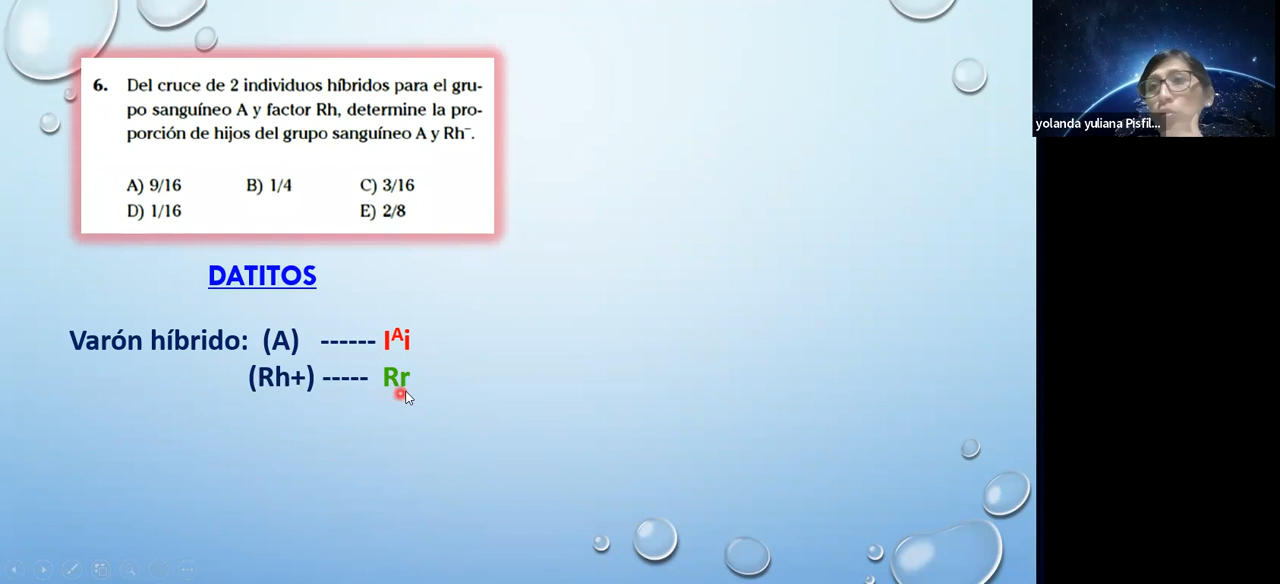 6. Del cruce de 2 individuos híbridos para el gru-
po sanguíneo A y factor Rh, determine la pro-
porción de hijos del grupo sanguíneo A y Rh⁻.
A) 9/16 B) 1/4 C) 3/16
D) 1/16 E) 2/8
DATITOS
Varón híbrido: (A) ------ Iᴬi
(Rh+) ----- Rr
yolanda yuliana Pisfil...